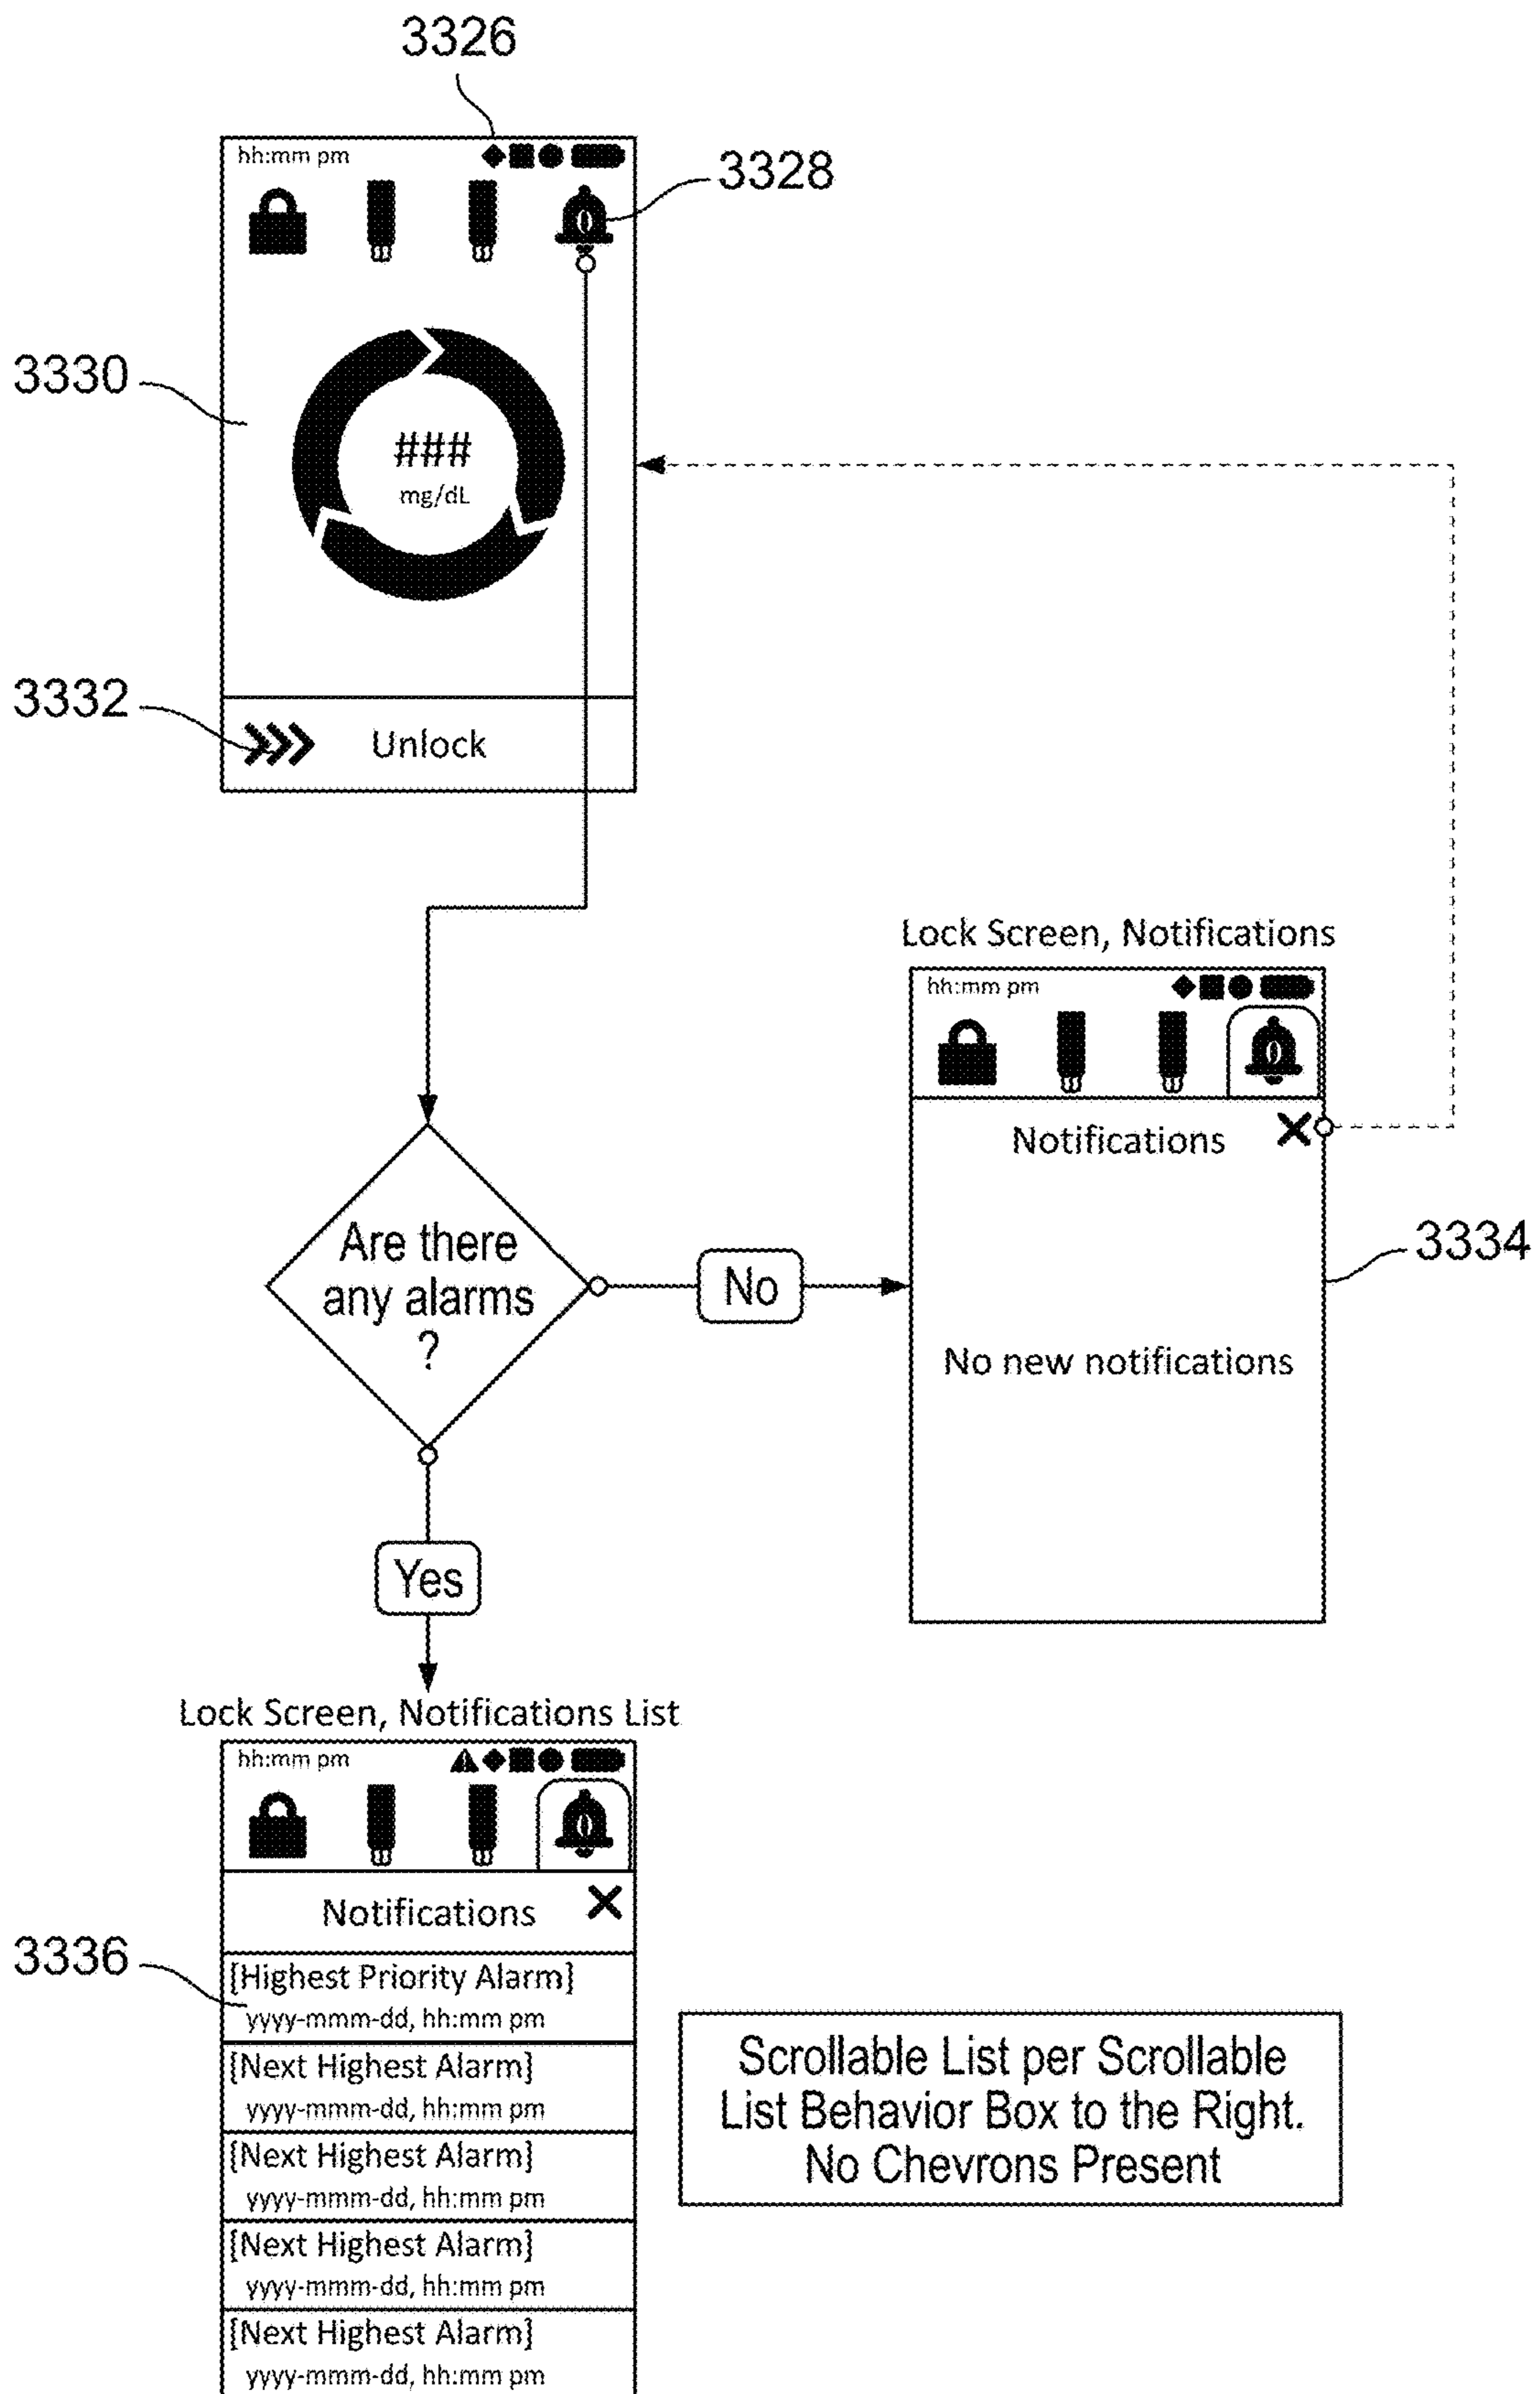 3326
hh:mm pm
3328
3330
###
mg/dL
3332
Unlock
Lock Screen, Notifications
hh:mm pm
Notifications
Are there
any alarms
?
No
3334
No new notifications
Yes
Lock Screen, Notifications List
hh:mm pm
Notifications
3336
[Highest Priority Alarm]
yyyy-mmm-dd, hh:mm pm
[Next Highest Alarm]
yyyy-mmm-dd, hh:mm pm
[Next Highest Alarm]
yyyy-mmm-dd, hh:mm pm
[Next Highest Alarm]
yyyy-mmm-dd, hh:mm pm
[Next Highest Alarm]
yyyy-mmm-dd, hh:mm pm
Scrollable List per Scrollable
List Behavior Box to the Right.
No Chevrons Present